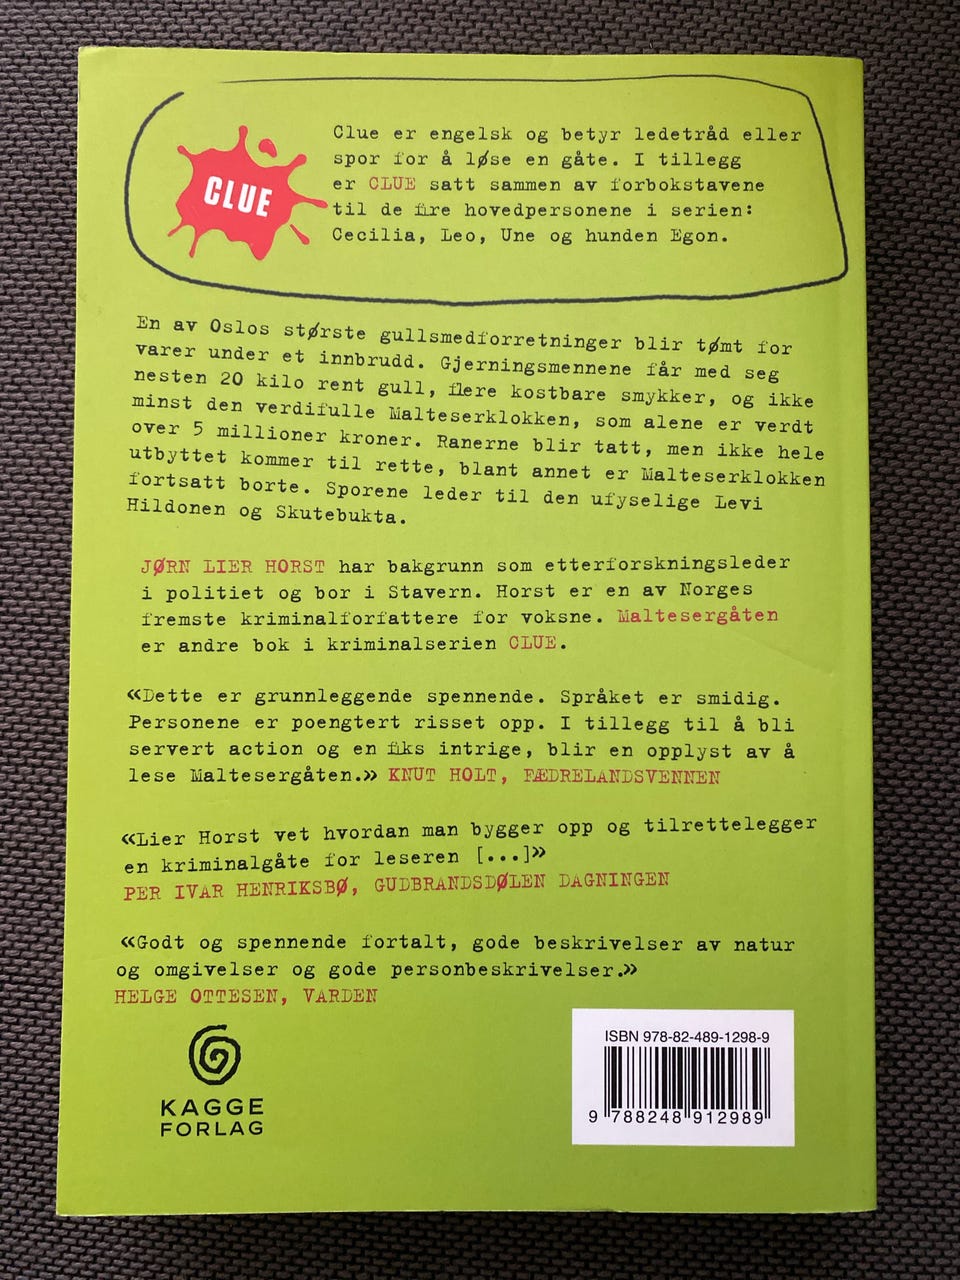 CLUE
Clue er engelsk og betyr ledetråd eller
spor for å løse en gåte. I tillegg
er CLUE satt sammen av forbokstavene
til de fire hovedpersonene i serien:
Cecilia, Leo, Une og hunden Egon.
En av Oslos største gullsmedforretninger blir tømt for
varer under et innbrudd. Gjerningsmennene får med seg
nesten 20 kilo rent gull, flere kostbare smykker, og ikke
minst den verdifulle Malteserklokken, som alene er verdt
over 5 millioner kroner. Ranerne blir tatt, men ikke hele
utbyttet kommer til rette, blant annet er Malteserklokken
fortsatt borte. Sporene leder til den ufyselige Levi
Hildonen og Skutebukta.
JØRN LIER HORST har bakgrunn som etterforskningsleder
i politiet og bor i Stavern. Horst er en av Norges
fremste kriminalforfattere for voksne. Maltesergåten
er andre bok i kriminalserien CLUE.
«Dette er grunnleggende spennende. Språket er smidig.
Personene er poengtert risset opp. I tillegg til å bli
servert action og en fiks intrige, blir en opplyst av å
lese Maltesergåten.» KNUT HOLT, FÆDRELANDSVENNEN
«Lier Horst vet hvordan man bygger opp og tilrettelegger
en kriminalgåte for leseren [...]»
PER IVAR HENRIKSBØ, GUDBRANDSDØLEN DAGNINGEN
«Godt og spennende fortalt, gode beskrivelser av natur
og omgivelser og gode personbeskrivelser.»
HELGE OTTESEN, VARDEN
KAGGE
FORLAG
ISBN 978-82-489-1298-9
9 788248 912989